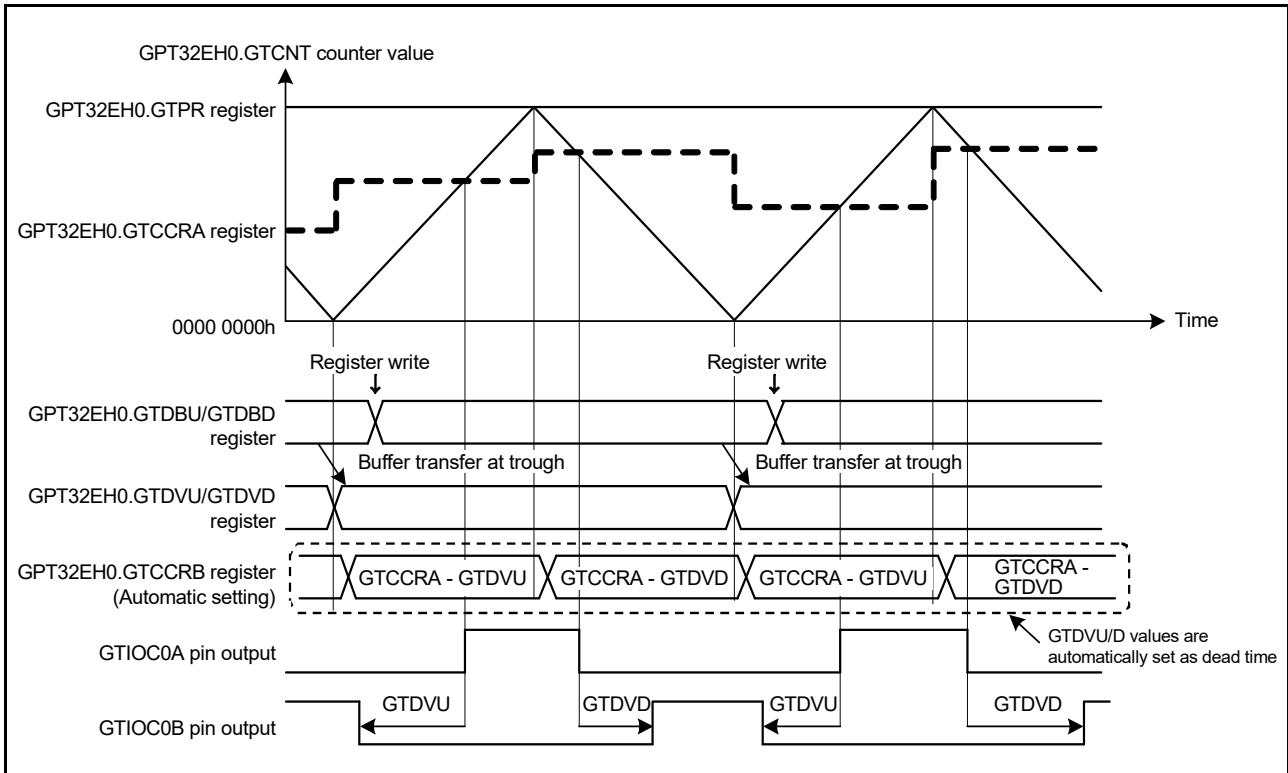 GPT32EH0.GTCNT counter value
GPT32EH0.GTPR register
GPT32EH0.GTCCRA register
0000 0000h
Time
Register write
Register write
GPT32EH0.GTDBU/GTDBD
register
Buffer transfer at trough
Buffer transfer at trough
GPT32EH0.GTDVU/GTDVD
register
GPT32EH0.GTCCRB register
(Automatic setting)
GTCCRA - GTDVU
GTCCRA - GTDVD
GTCCRA - GTDVU
GTCCRA -
GTDVD
GTDVU/D values are
automatically set as dead time
GTIOC0A pin output
GTIOC0B pin output
GTDVU
GTDVD
GTDVU
GTDVD